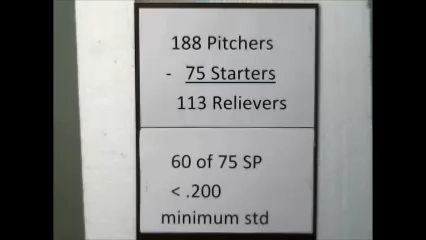 188 Pitchers
- 75 Starters
113 Relievers
60 of 75 SP
< .200
minimum std